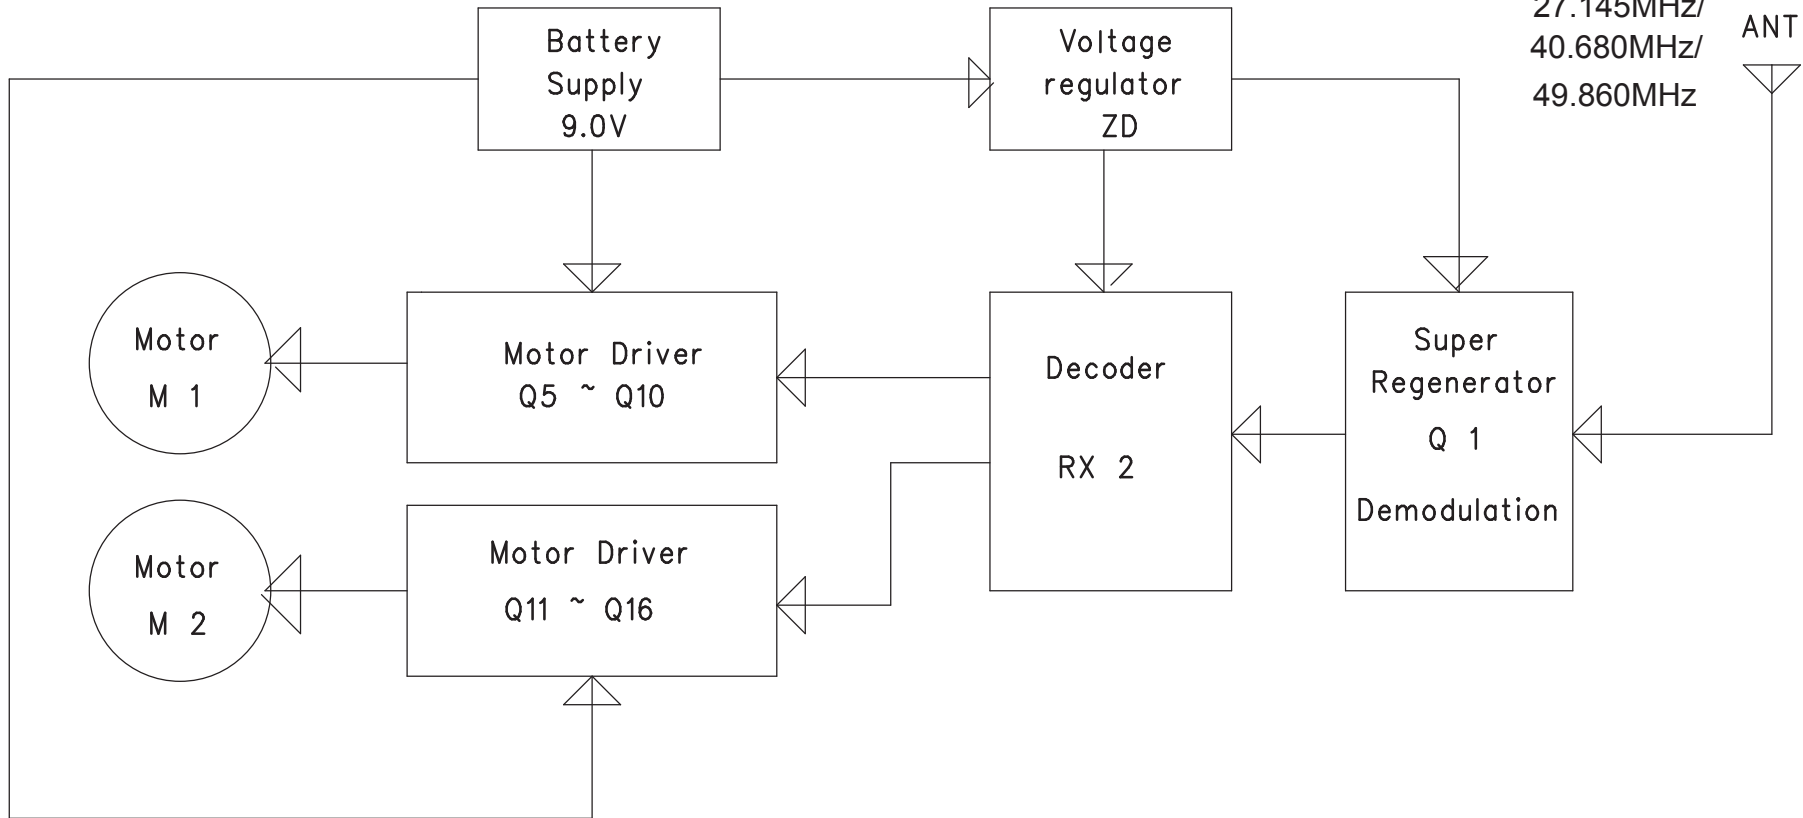 27.145MHz/
40.680MHz/
49.860MHz
ANT
Battery
Supply
9.0V
Voltage
regulator
ZD
Motor
M 1
Motor Driver
Q5 ~ Q10
Decoder
RX 2
Super
Regenerator
Q 1
Demodulation
Motor
M 2
Motor Driver
Q11 ~ Q16